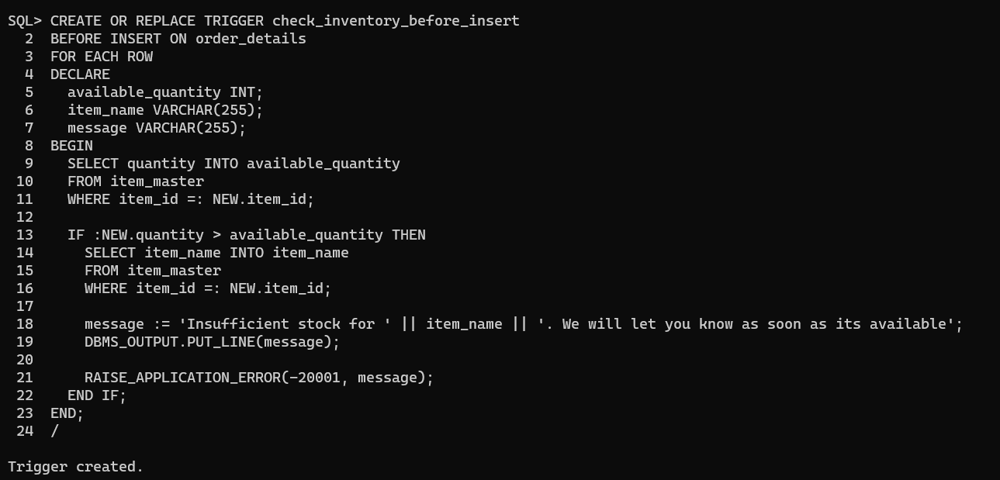 SQL> CREATE OR REPLACE TRIGGER check_inventory_before_insert
  2  BEFORE INSERT ON order_details
  3  FOR EACH ROW
  4  DECLARE
  5    available_quantity INT;
  6    item_name VARCHAR(255);
  7    message VARCHAR(255);
  8  BEGIN
  9    SELECT quantity INTO available_quantity
 10    FROM item_master
 11    WHERE item_id =: NEW.item_id;
 12
 13    IF :NEW.quantity > available_quantity THEN
 14      SELECT item_name INTO item_name
 15      FROM item_master
 16      WHERE item_id =: NEW.item_id;
 17
 18      message := 'Insufficient stock for ' || item_name || '. We will let you know as soon as its available';
 19      DBMS_OUTPUT.PUT_LINE(message);
 20
 21      RAISE_APPLICATION_ERROR(-20001, message);
 22    END IF;
 23  END;
 24  /
Trigger created.